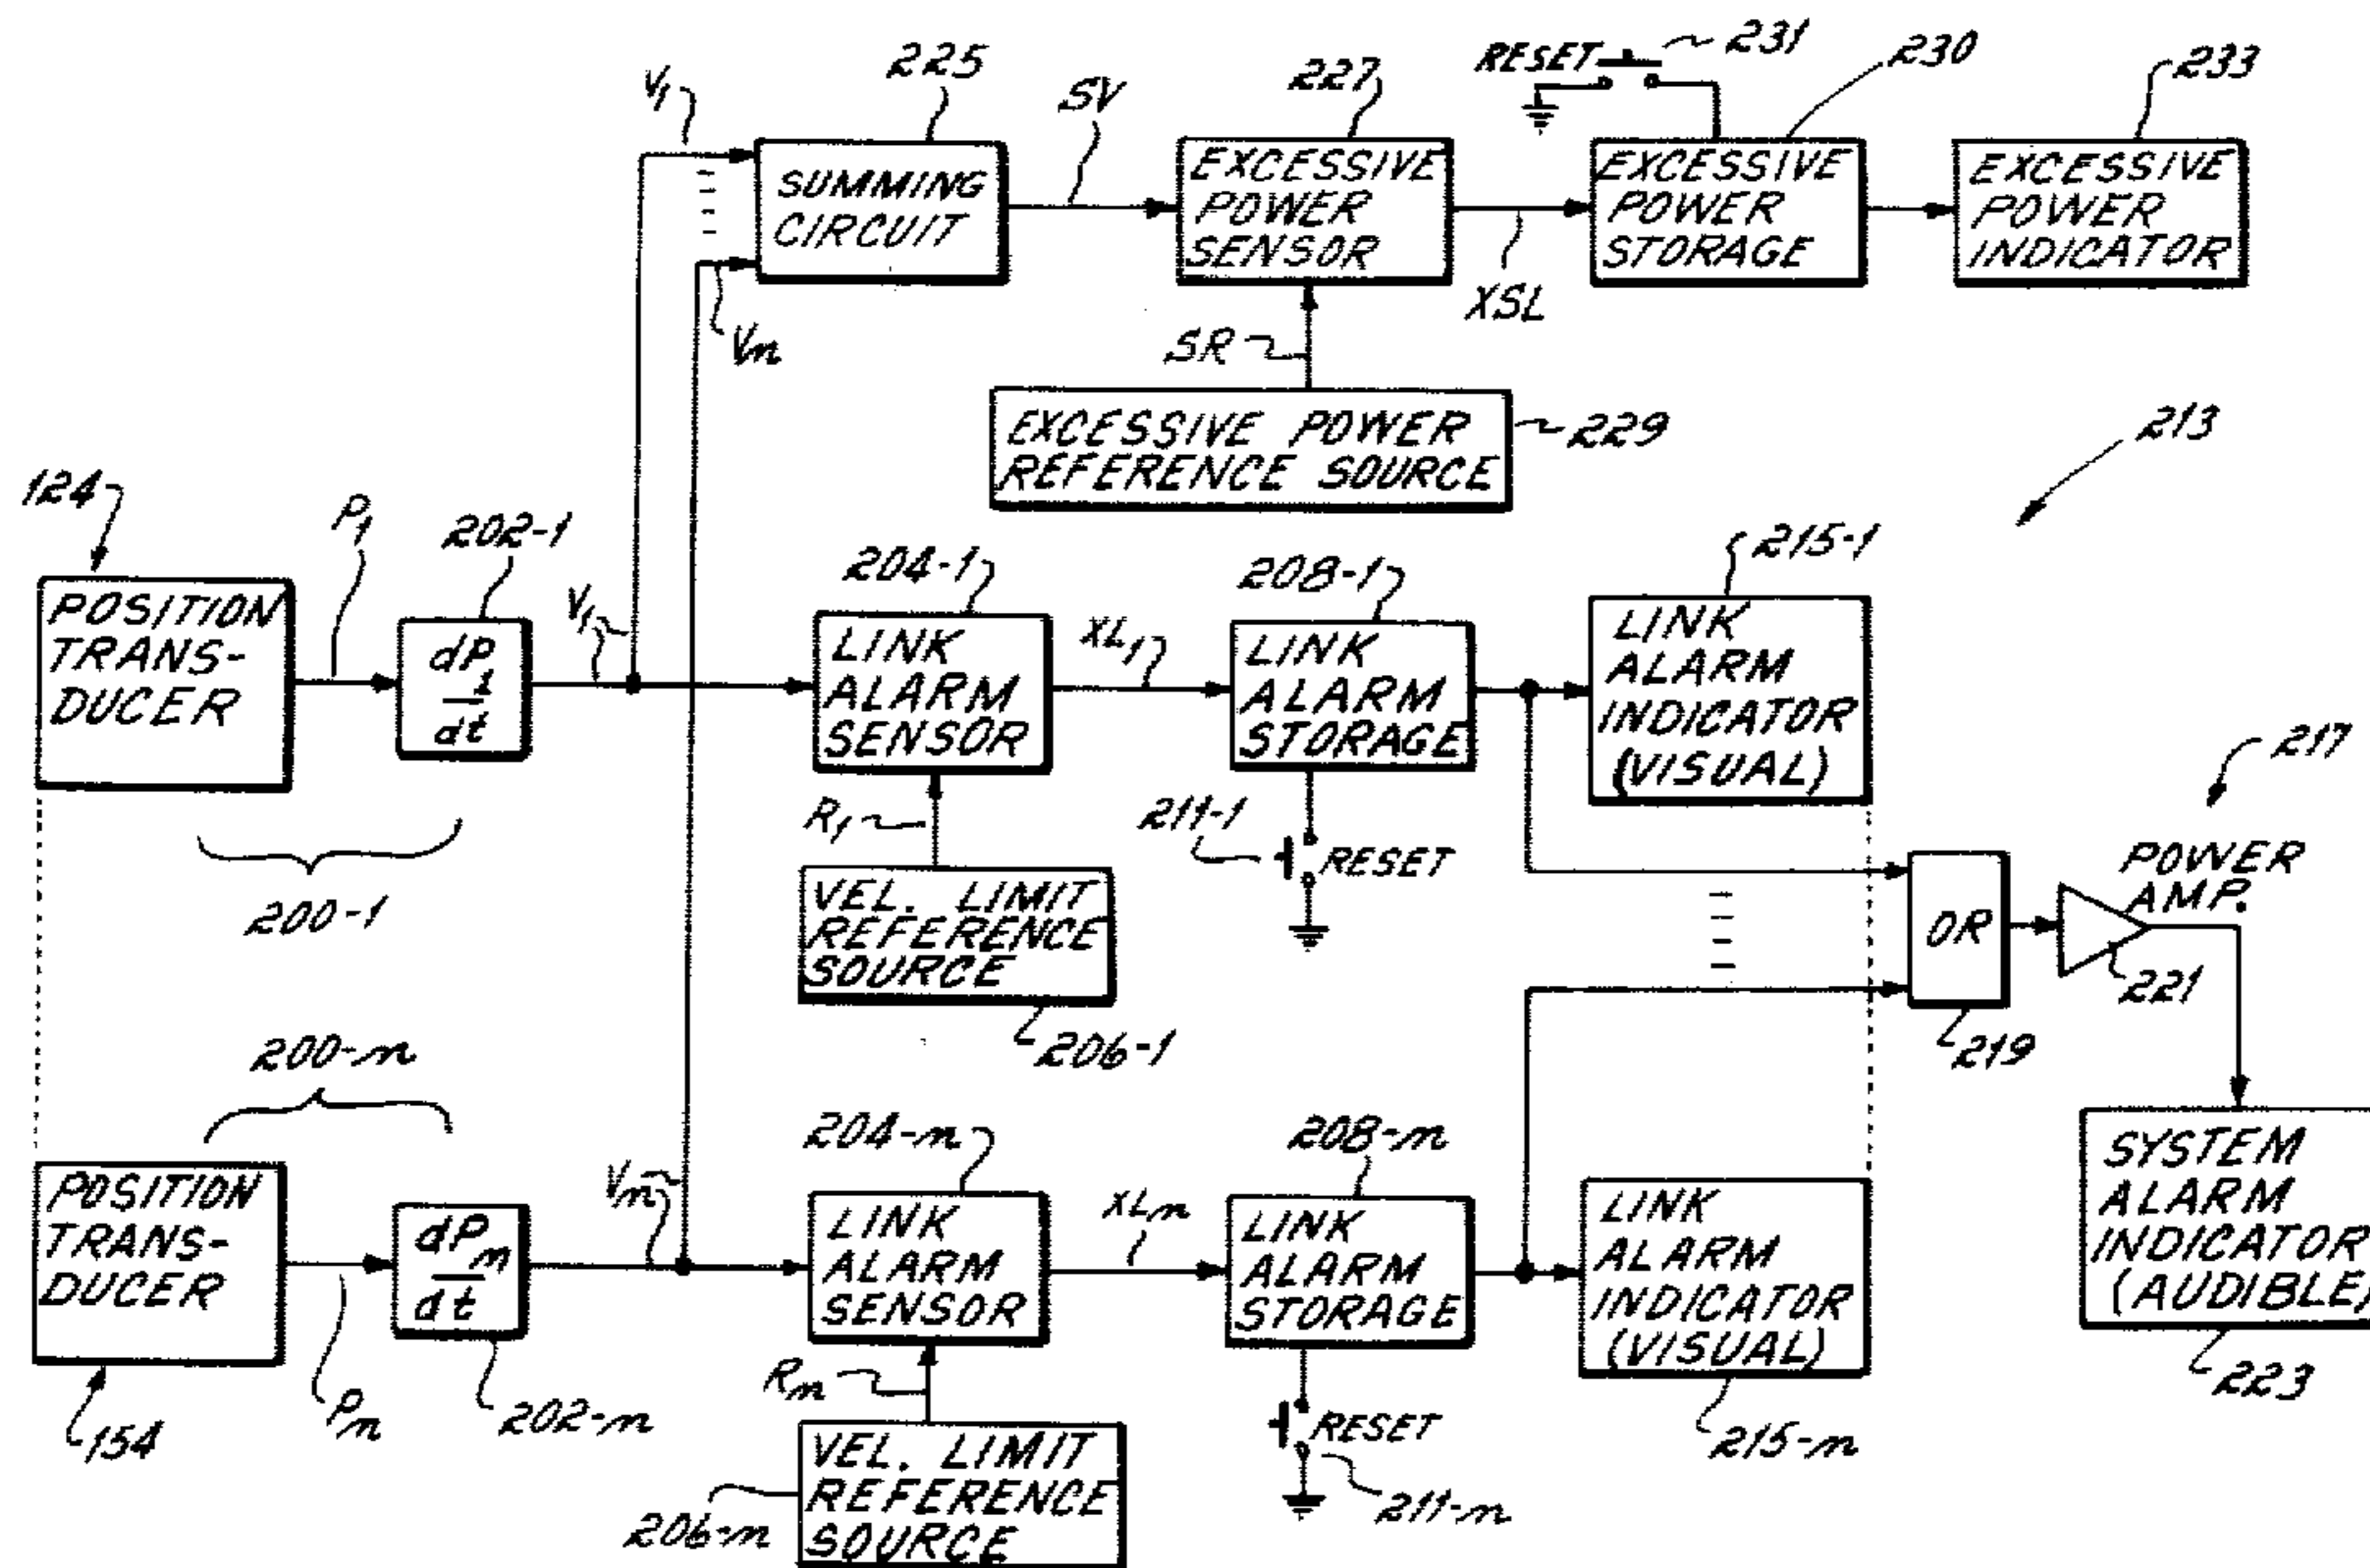 225
V1
SV
227
RESET
231
230
233
SUMMING
CIRCUIT
EXCESSIVE
POWER
SENSOR
EXCESSIVE
POWER
STORAGE
EXCESSIVE
POWER
INDICATOR
Vn
XSL
SR
EXCESSIVE POWER
REFERENCE SOURCE
229
213
124
P1
202-1
V1
204-1
208-1
215-1
POSITION
TRANS-
DUCER
dP1
dt
LINK
ALARM
SENSOR
XL1
LINK
ALARM
STORAGE
LINK
ALARM
INDICATOR
(VISUAL)
217
200-1
R1
211-1
RESET
VEL. LIMIT
REFERENCE
SOURCE
206-1
OR
219
POWER
AMP.
221
200-n
204-n
208-n
POSITION
TRANS-
DUCER
dPn
dt
Vn
LINK
ALARM
SENSOR
XLn
LINK
ALARM
STORAGE
LINK
ALARM
INDICATOR
(VISUAL)
SYSTEM
ALARM
INDICATOR
(AUDIBLE)
154
Pn
202-n
Rn
RESET
215-n
223
VEL. LIMIT
REFERENCE
SOURCE
206-n
211-n